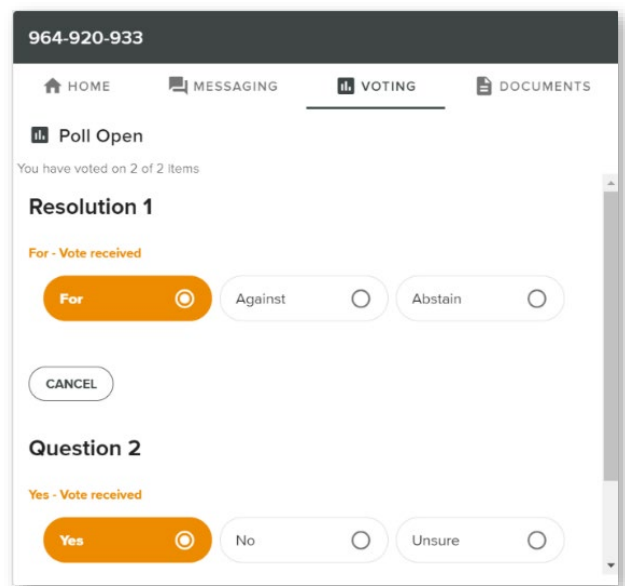 964-920-933
HOME MESSAGING VOTING DOCUMENTS
Poll Open
You have voted on 2 of 2 items
Resolution 1
For - Vote received
For Against Abstain
CANCEL
Question 2
Yes - Vote received
Yes No Unsure